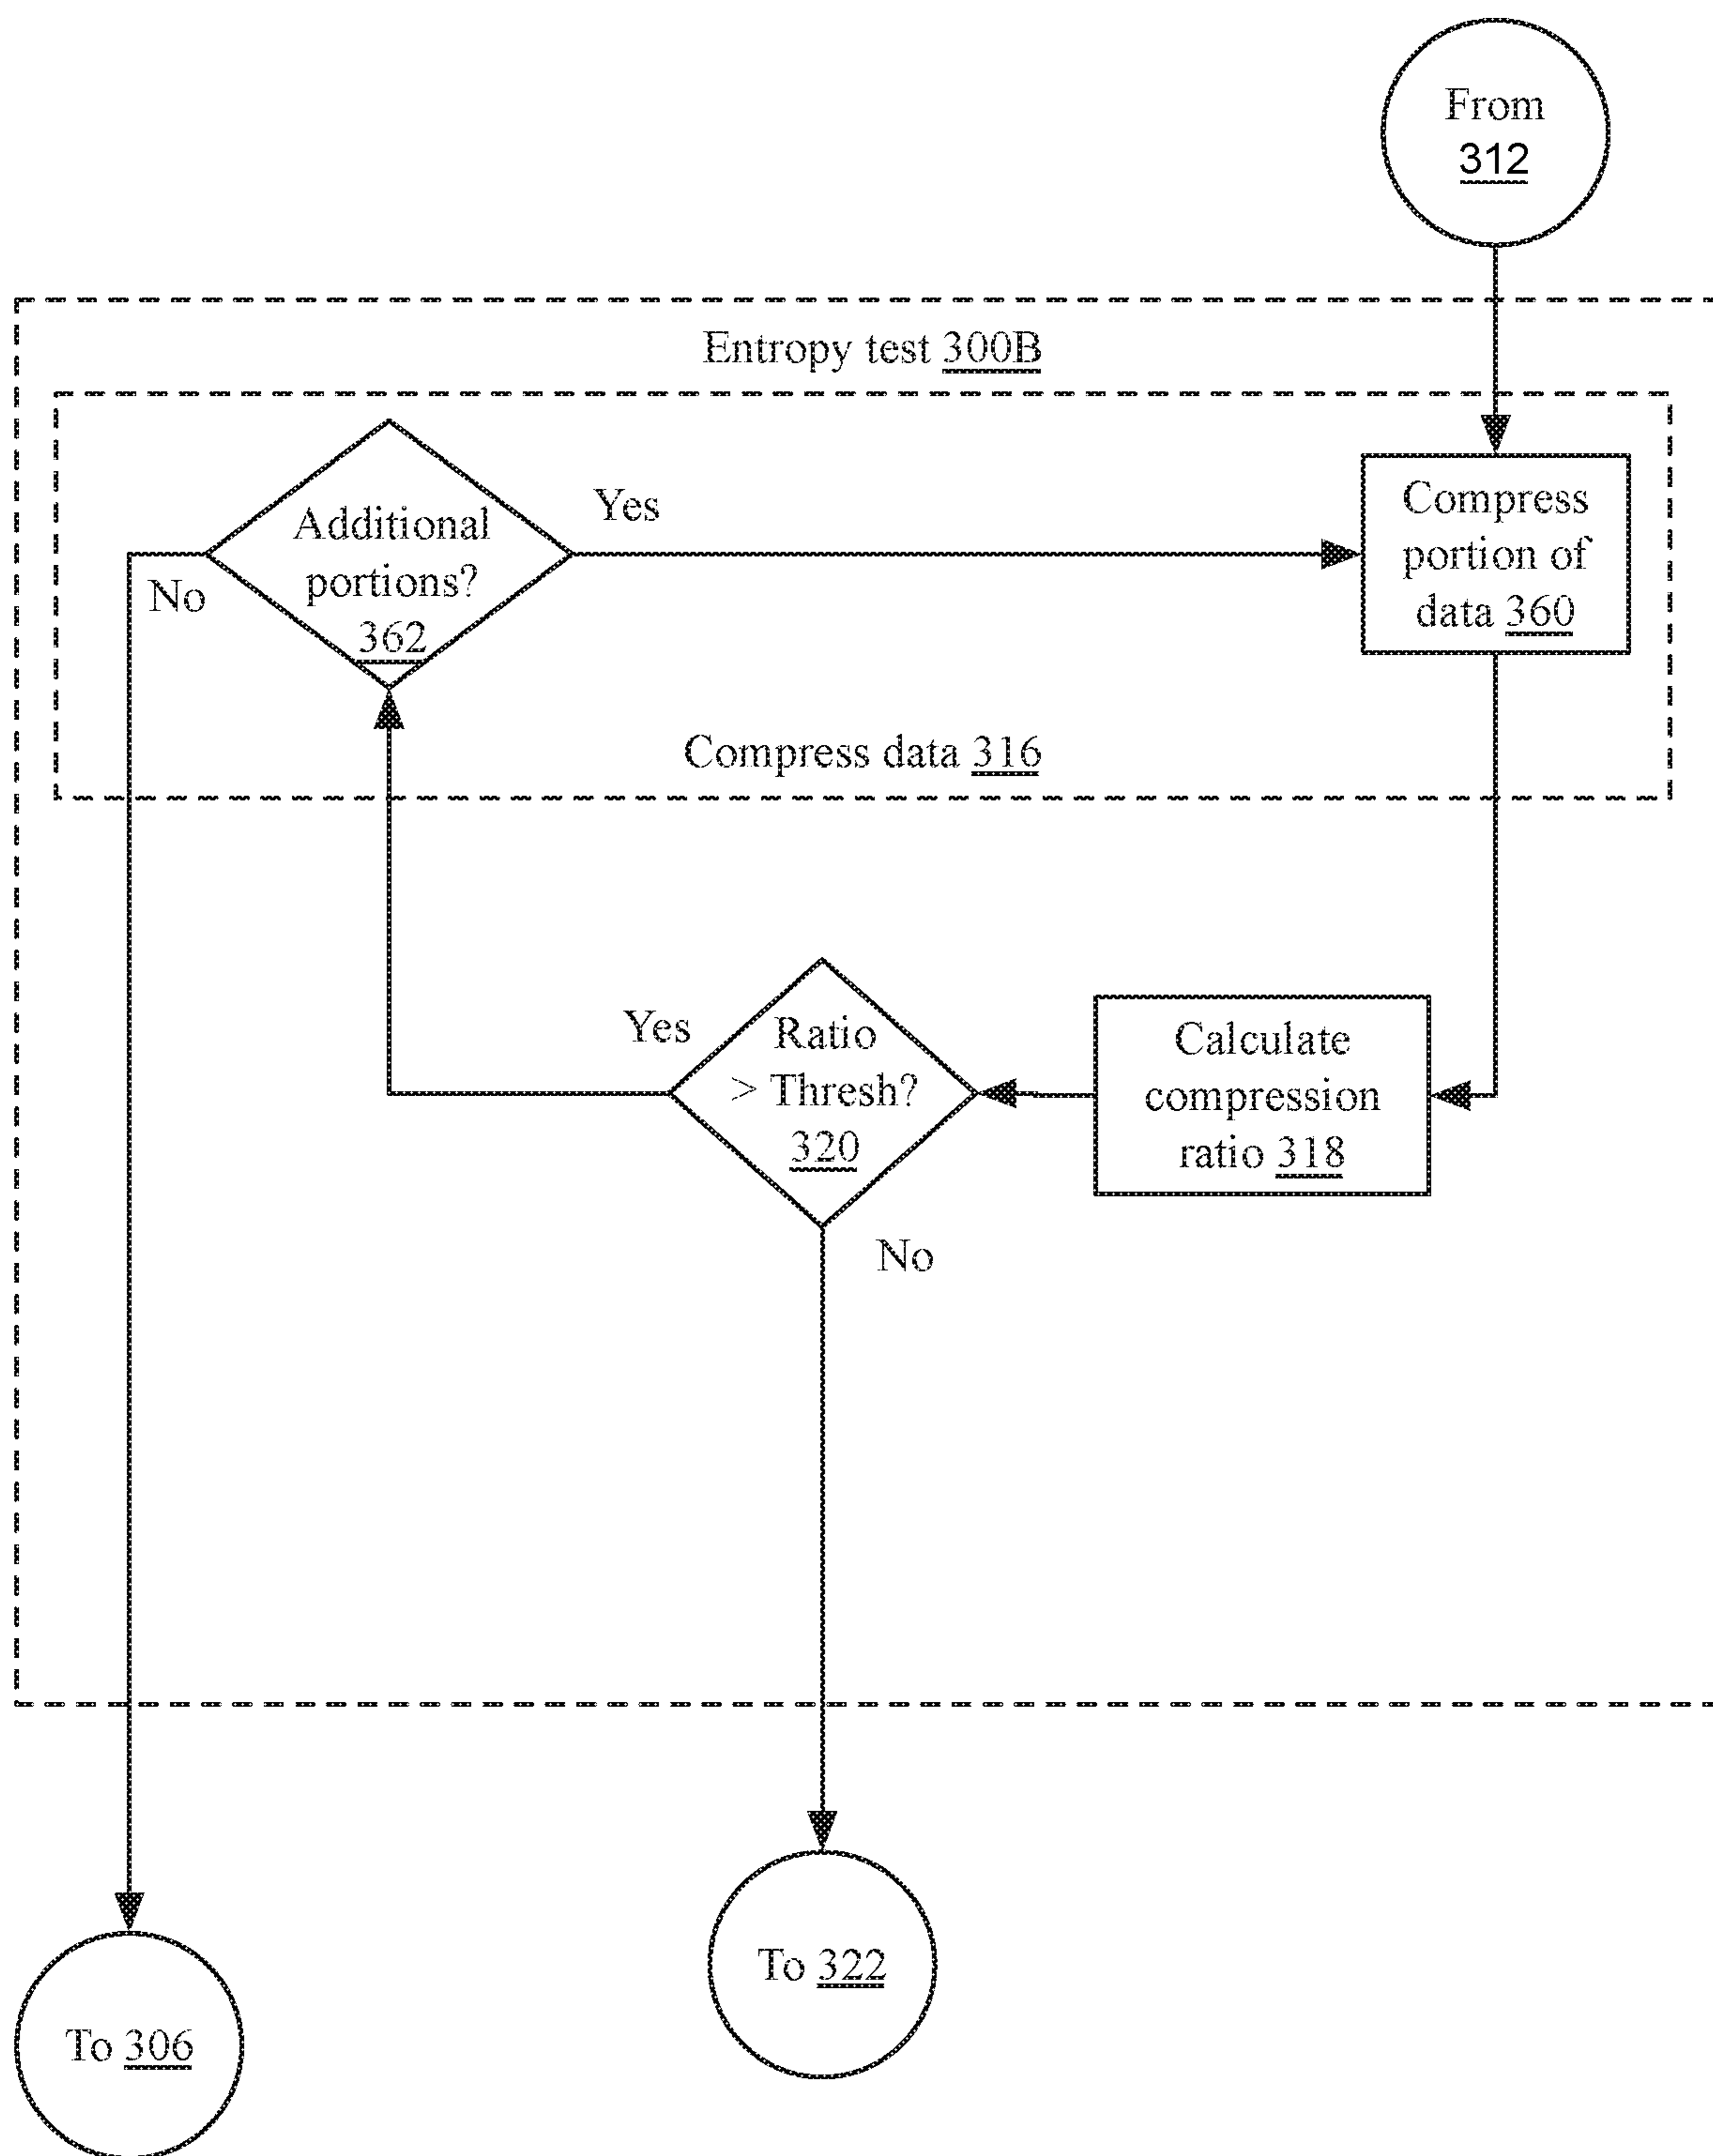 From
312
Entropy test 300B
Additional
portions?
362
Yes
No
Compress
portion of
data 360
Compress data 316
Yes
Ratio
> Thresh?
320
No
Calculate
compression
ratio 318
To 322
To 306